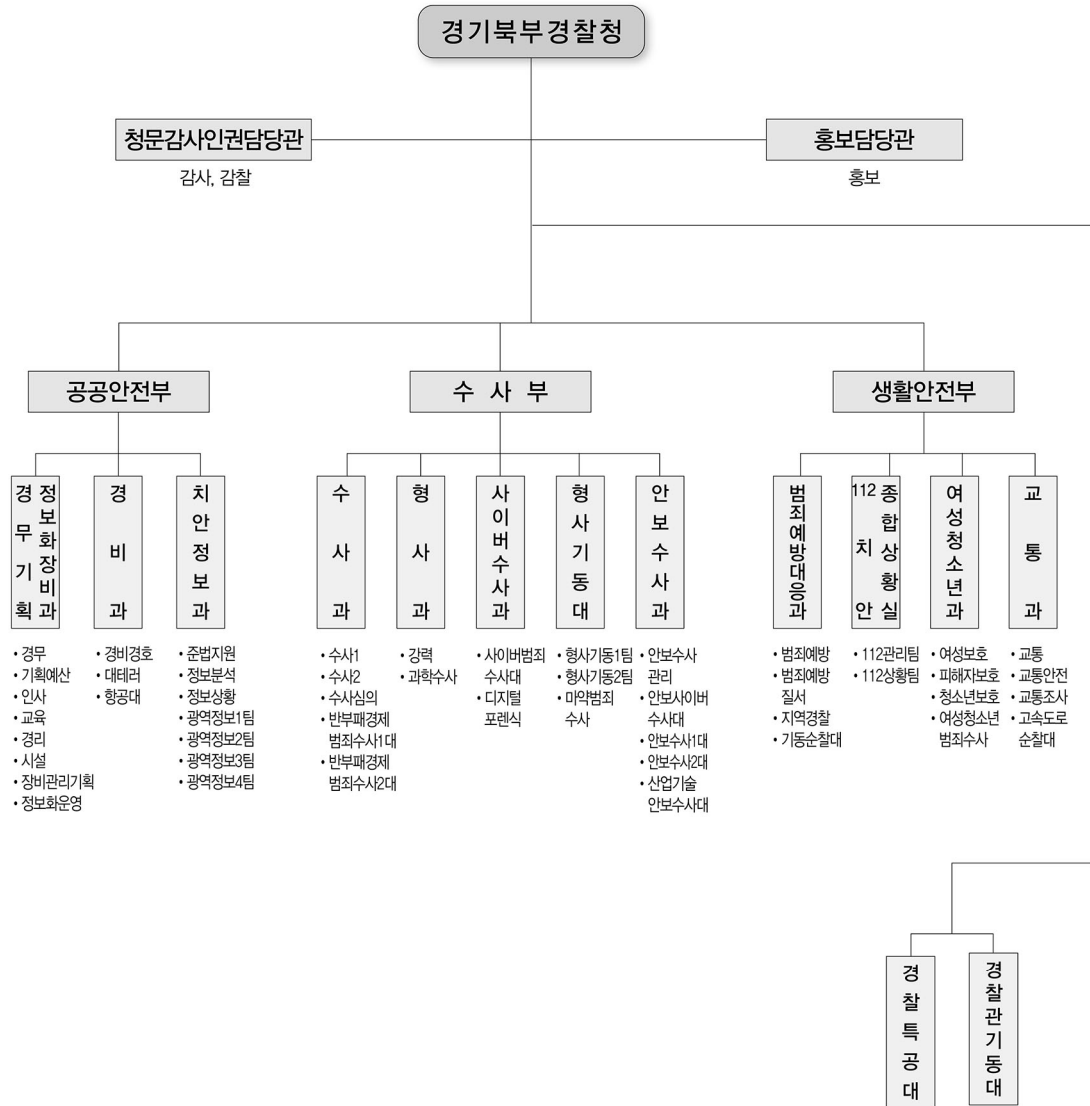 경기북부경찰청
청문감사인권담당관
감사, 감찰
홍보담당관
홍보
공공안전부
수 사 부
생활안전부
경무기획
정보화장비과
경비과
치안정보과
수사과
형사과
사이버수사과
형사기동대
안보수사과
범죄예방대응과
112 치안
종합상황실
여성청소년과
교통과
• 경무
• 기획예산
• 인사
• 교육
• 경리
• 시설
• 장비관리기획
• 정보화운영
• 경비경호
• 대테러
• 항공대
• 준법지원
• 정보분석
• 정보상황
• 광역정보1팀
• 광역정보2팀
• 광역정보3팀
• 광역정보4팀
• 수사1
• 수사2
• 수사심의
• 반부패경제
범죄수사1대
• 반부패경제
범죄수사2대
• 강력
• 과학수사
• 사이버범죄
수사대
• 디지털
포렌식
• 형사기동1팀
• 형사기동2팀
• 마약범죄
수사
• 안보수사
관리
• 안보사이버
수사대
• 안보수사1대
• 안보수사2대
• 산업기술
안보수사대
• 범죄예방
• 범죄예방
질서
• 지역경찰
• 기동순찰대
• 112관리팀
• 112상황팀
• 여성보호
• 피해자보호
• 청소년보호
• 여성청소년
범죄수사
• 교통
• 교통안전
• 교통조사
• 고속도로
순찰대
경찰특공대
경찰관기동대